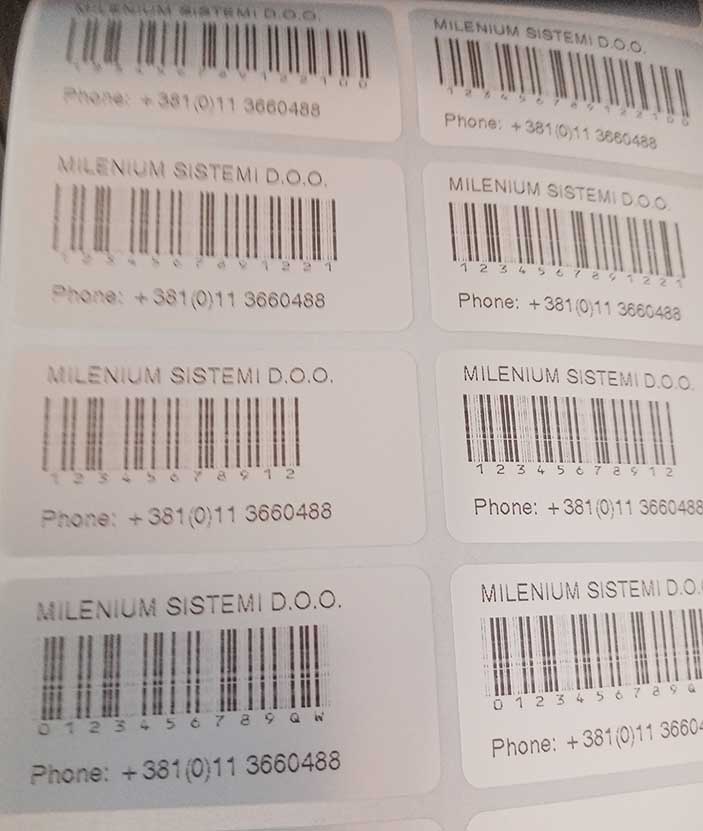 MILENIUM SISTEMI D.O.O.
1 2 3 4 5 6 7 8 9 1 2 2 1 0 0
Phone: +381(0)11 3660488
MILENIUM SISTEMI D.O.O.
1 2 3 4 5 6 7 8 9 1 2 2 1 0 0
Phone: +381(0)11 3660488
MILENIUM SISTEMI D.O.O.
1 2 3 4 5 6 7 8 9 1 2 2 1
Phone: +381(0)11 3660488
MILENIUM SISTEMI D.O.O.
1 2 3 4 5 6 7 8 9 1 2 2 1
Phone: +381(0)11 3660488
MILENIUM SISTEMI D.O.O.
1 2 3 4 5 6 7 8 9 1 2
Phone: +381(0)11 3660488
MILENIUM SISTEMI D.O.O.
1 2 3 4 5 6 7 8 9 1 2
Phone: +381(0)11 3660488
MILENIUM SISTEMI D.O.O.
0 1 2 3 4 5 6 7 8 9 Q W
Phone: +381(0)11 3660488
MILENIUM SISTEMI D.O.
0 1 2 3 4 5 6 7 8 9 Q
Phone: +381(0)11 3660